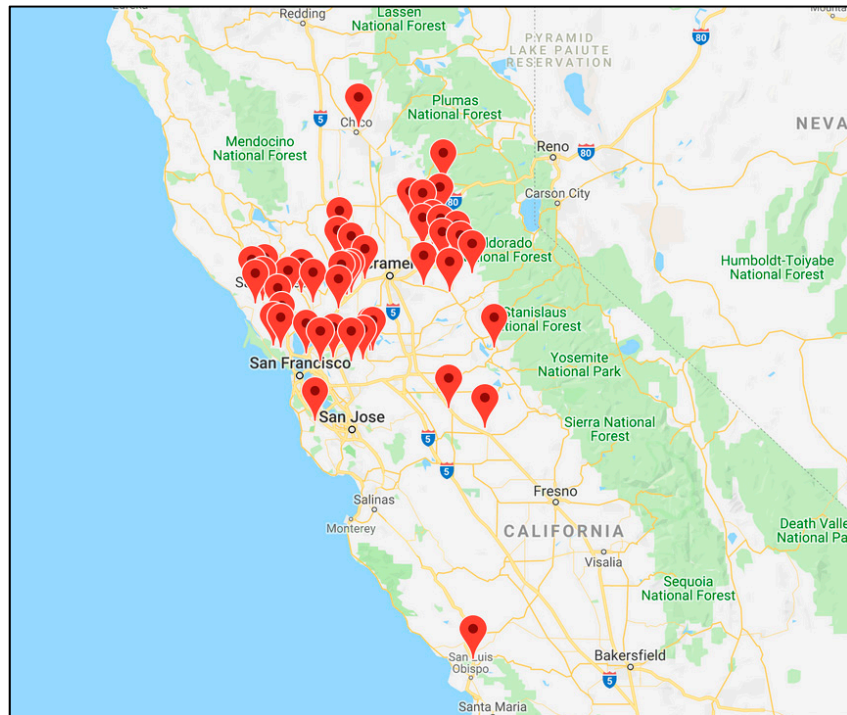 Redding
Lassen
National Forest
PYRAMID
LAKE PAIUTE
RESERVATION
80
Plumas
National Forest
5
Chico
Mendocino
National Forest
Reno
80
NEVA
Carson City
80
Eldorado
National Forest
Humboldt-Toiyabe
National Forest
5
Stanislaus
National Forest
Yosemite
National Park
San Francisco
Sierra National
Forest
San Jose
5
5
Salinas
Monterey
Fresno
CALIFORNIA
Death Valle
National Pa
Visalia
Sequoia
National Forest
San Luis
Obispo
Bakersfield
5
Santa Maria